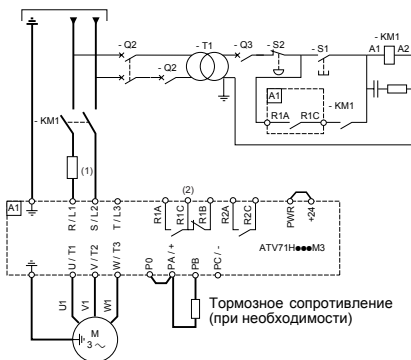 - Q2
- T1
- Q3
- S2
- S1
- KM1
A1
A2
- Q2
A1
- KM1
R1A
R1C
- KM1
(1)
A1
R / L1
S / L2
T / L3
(2)
R1A
R1C
R1B
R2A
R2C
PWR
+24
ATV71H●●●M3
U / T1
V / T2
W / T3
P0
PA / +
PB
PC / -
U1
V1
W1
M
3 ~
Тормозное сопротивление
(при необходимости)